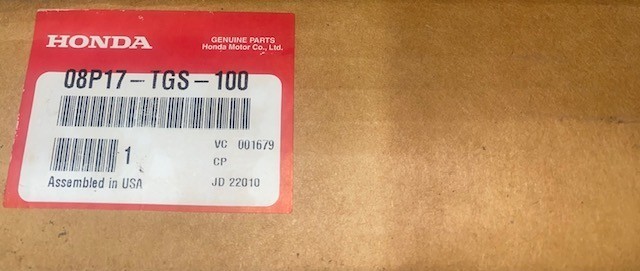 HONDA
GENUINE PARTS
Honda Motor Co., Ltd.
08P17-TGS-100
1
VC 001679
CP
Assembled in USA
JD 22010